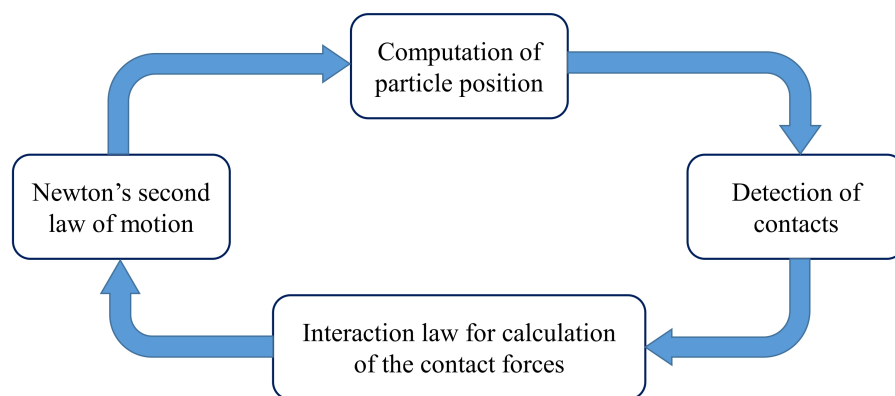 Computation of
particle position
Newton’s second
law of motion
Detection of
contacts
Interaction law for calculation
of the contact forces